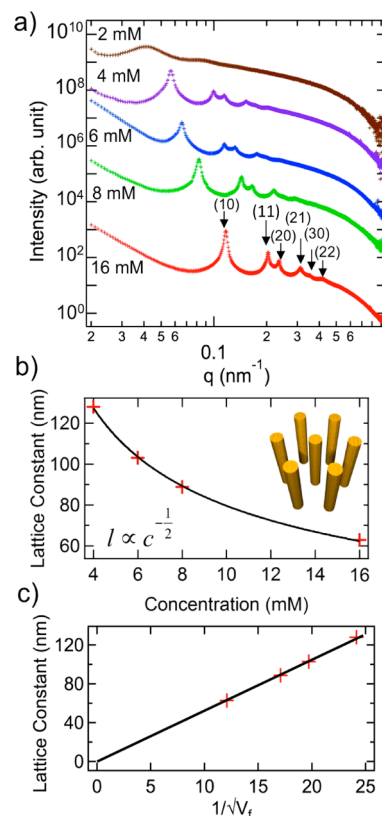 a)
10¹⁰
10⁸
10⁶
10⁴
10²
10⁰
Intensity (arb. unit)
2 mM
4 mM
6 mM
8 mM
16 mM
(10)
(11)
(20)
(21)
(30)
(22)
2 3 4 5 6 0.1 2 3 4 5 6
q (nm⁻¹)
b)
120
100
80
60
Lattice Constant (nm)
l ∝ c^{-1/2}
4 6 8 10 12 14 16
Concentration (mM)
c)
120
80
40
0
Lattice Constant (nm)
0 5 10 15 20 25
1/√V_f